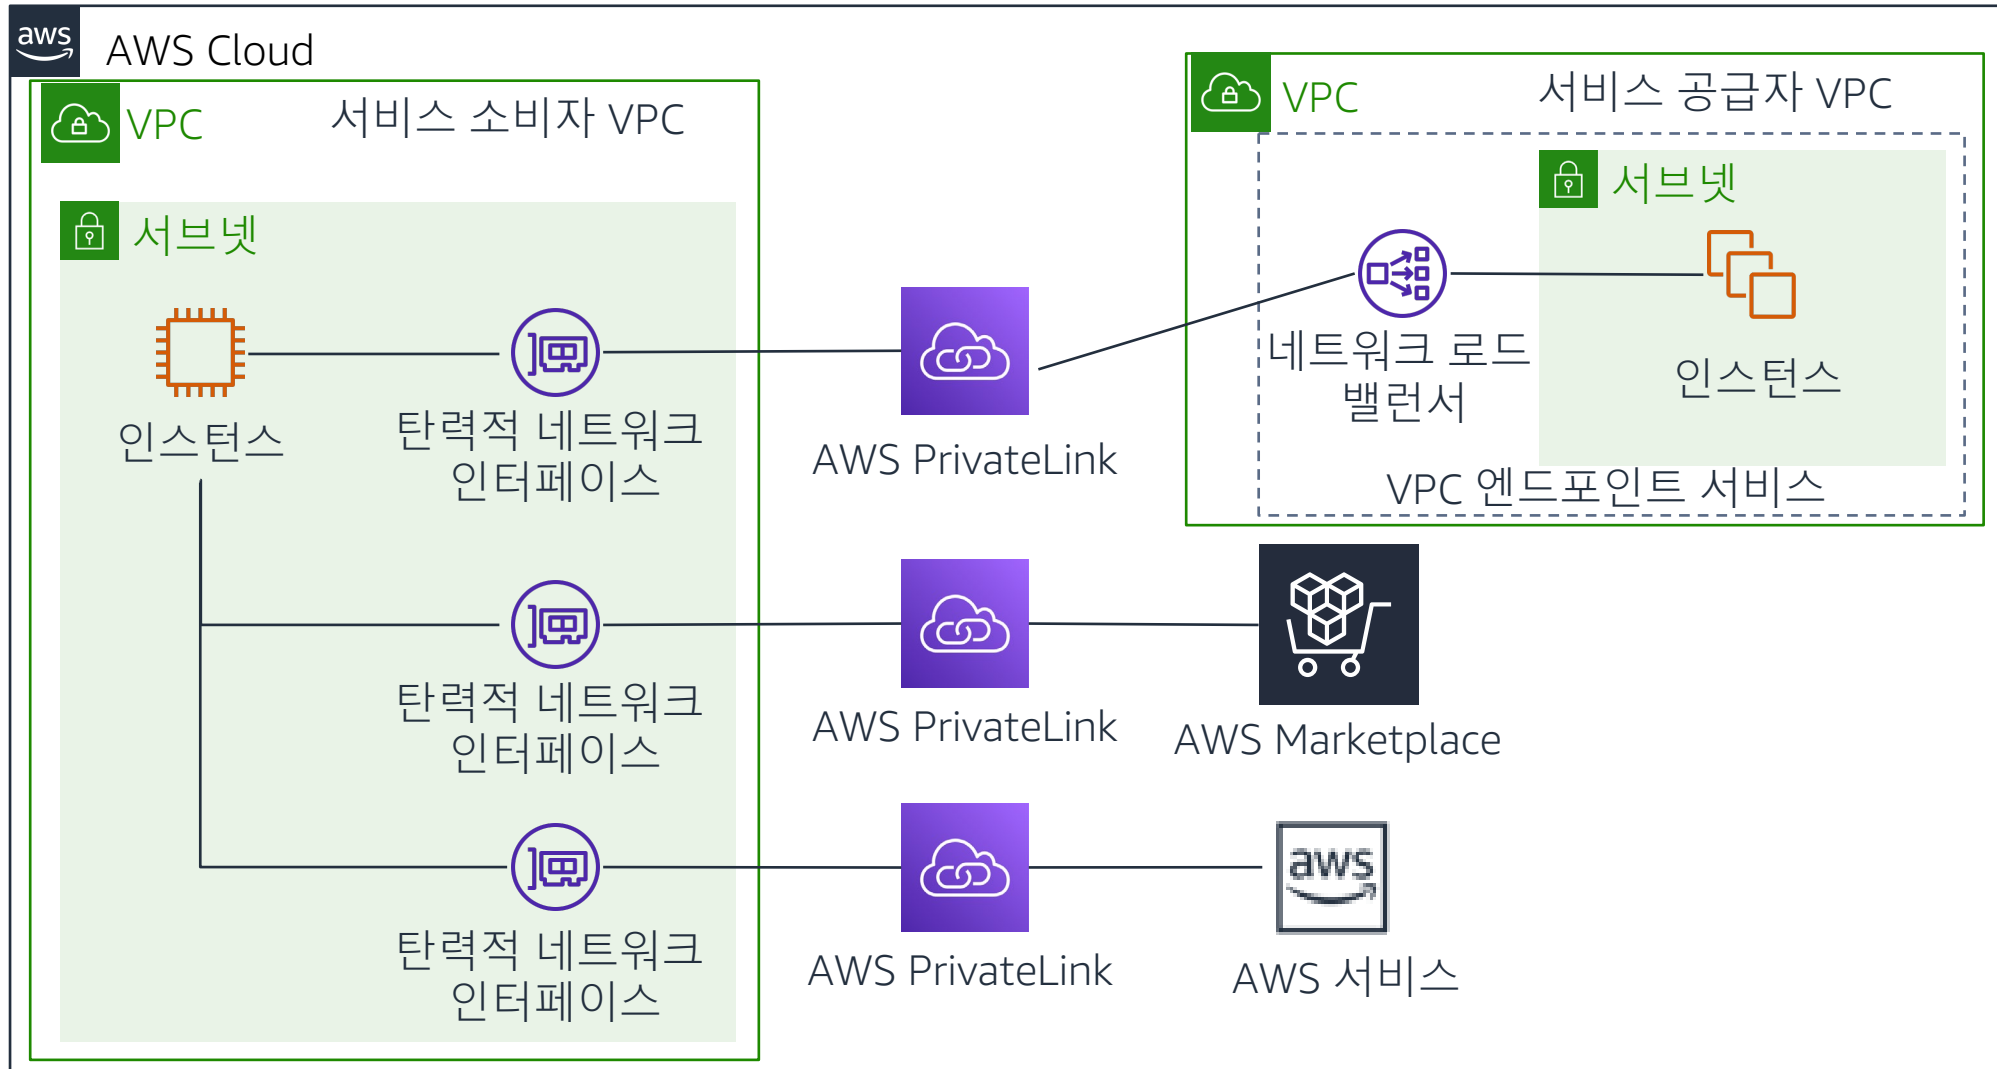 aws
AWS Cloud
VPC
서비스 소비자 VPC
서브넷
인스턴스
탄력적 네트워크
인터페이스
탄력적 네트워크
인터페이스
탄력적 네트워크
인터페이스
AWS PrivateLink
AWS PrivateLink
AWS PrivateLink
VPC
서비스 공급자 VPC
서브넷
네트워크 로드
밸런서
인스턴스
VPC 엔드포인트 서비스
AWS Marketplace
aws
AWS 서비스